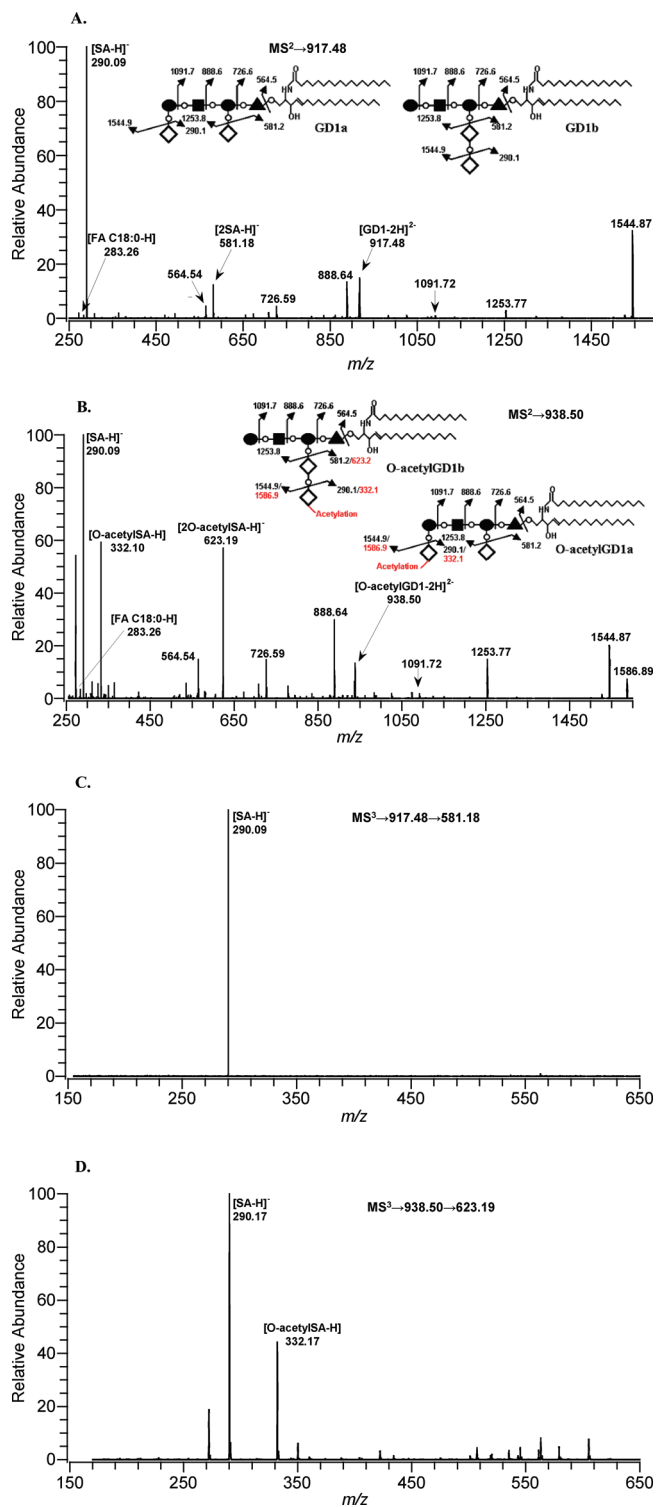 A.
[SA-H]-
290.09
MS2→917.48
1091.7 888.6 726.6 564.5
O
HN
OH
GD1a
1544.9 1253.8 290.1 581.2
1091.7 888.6 726.6 564.5
O
HN
OH
GD1b
1253.8 581.2
1544.9 290.1
[FA C18:0-H]
283.26
564.54
[2SA-H]-
581.18
726.59
888.64
[GD1-2H]2-
917.48
1091.72
1253.77
1544.87
Relative Abundance
100
80
60
40
20
0
250 450 650 850 1050 1250 1450
m/z
B.
MS2→938.50
[SA-H]-
290.09
1091.7 888.6 726.6 564.5
O
HN
OH
O-acetylGD1b
1253.8 581.2/623.2
1544.9/
1586.9
290.1/332.1
Acetylation
1091.7 888.6 726.6 564.5
O
HN
OH
O-acetylGD1a
1544.9/
1586.9
1253.8
290.1/
332.1
581.2
Acetylation
[O-acetylSA-H]-
332.10
[2O-acetylSA-H]-
623.19
[FA C18:0-H]
283.26
564.54
726.59
888.64
[O-acetylGD1-2H]2-
938.50
1091.72
1253.77
1544.87
1586.89
Relative Abundance
100
80
60
40
20
0
250 450 650 850 1050 1250 1450
m/z
C.
[SA-H]-
290.09
MS3→917.48→581.18
Relative Abundance
100
80
60
40
20
0
150 250 350 450 550 650
m/z
D.
[SA-H]-
290.17
MS3→938.50→623.19
[O-acetylSA-H]
332.17
Relative Abundance
100
80
60
40
20
0
150 250 350 450 550 650
m/z